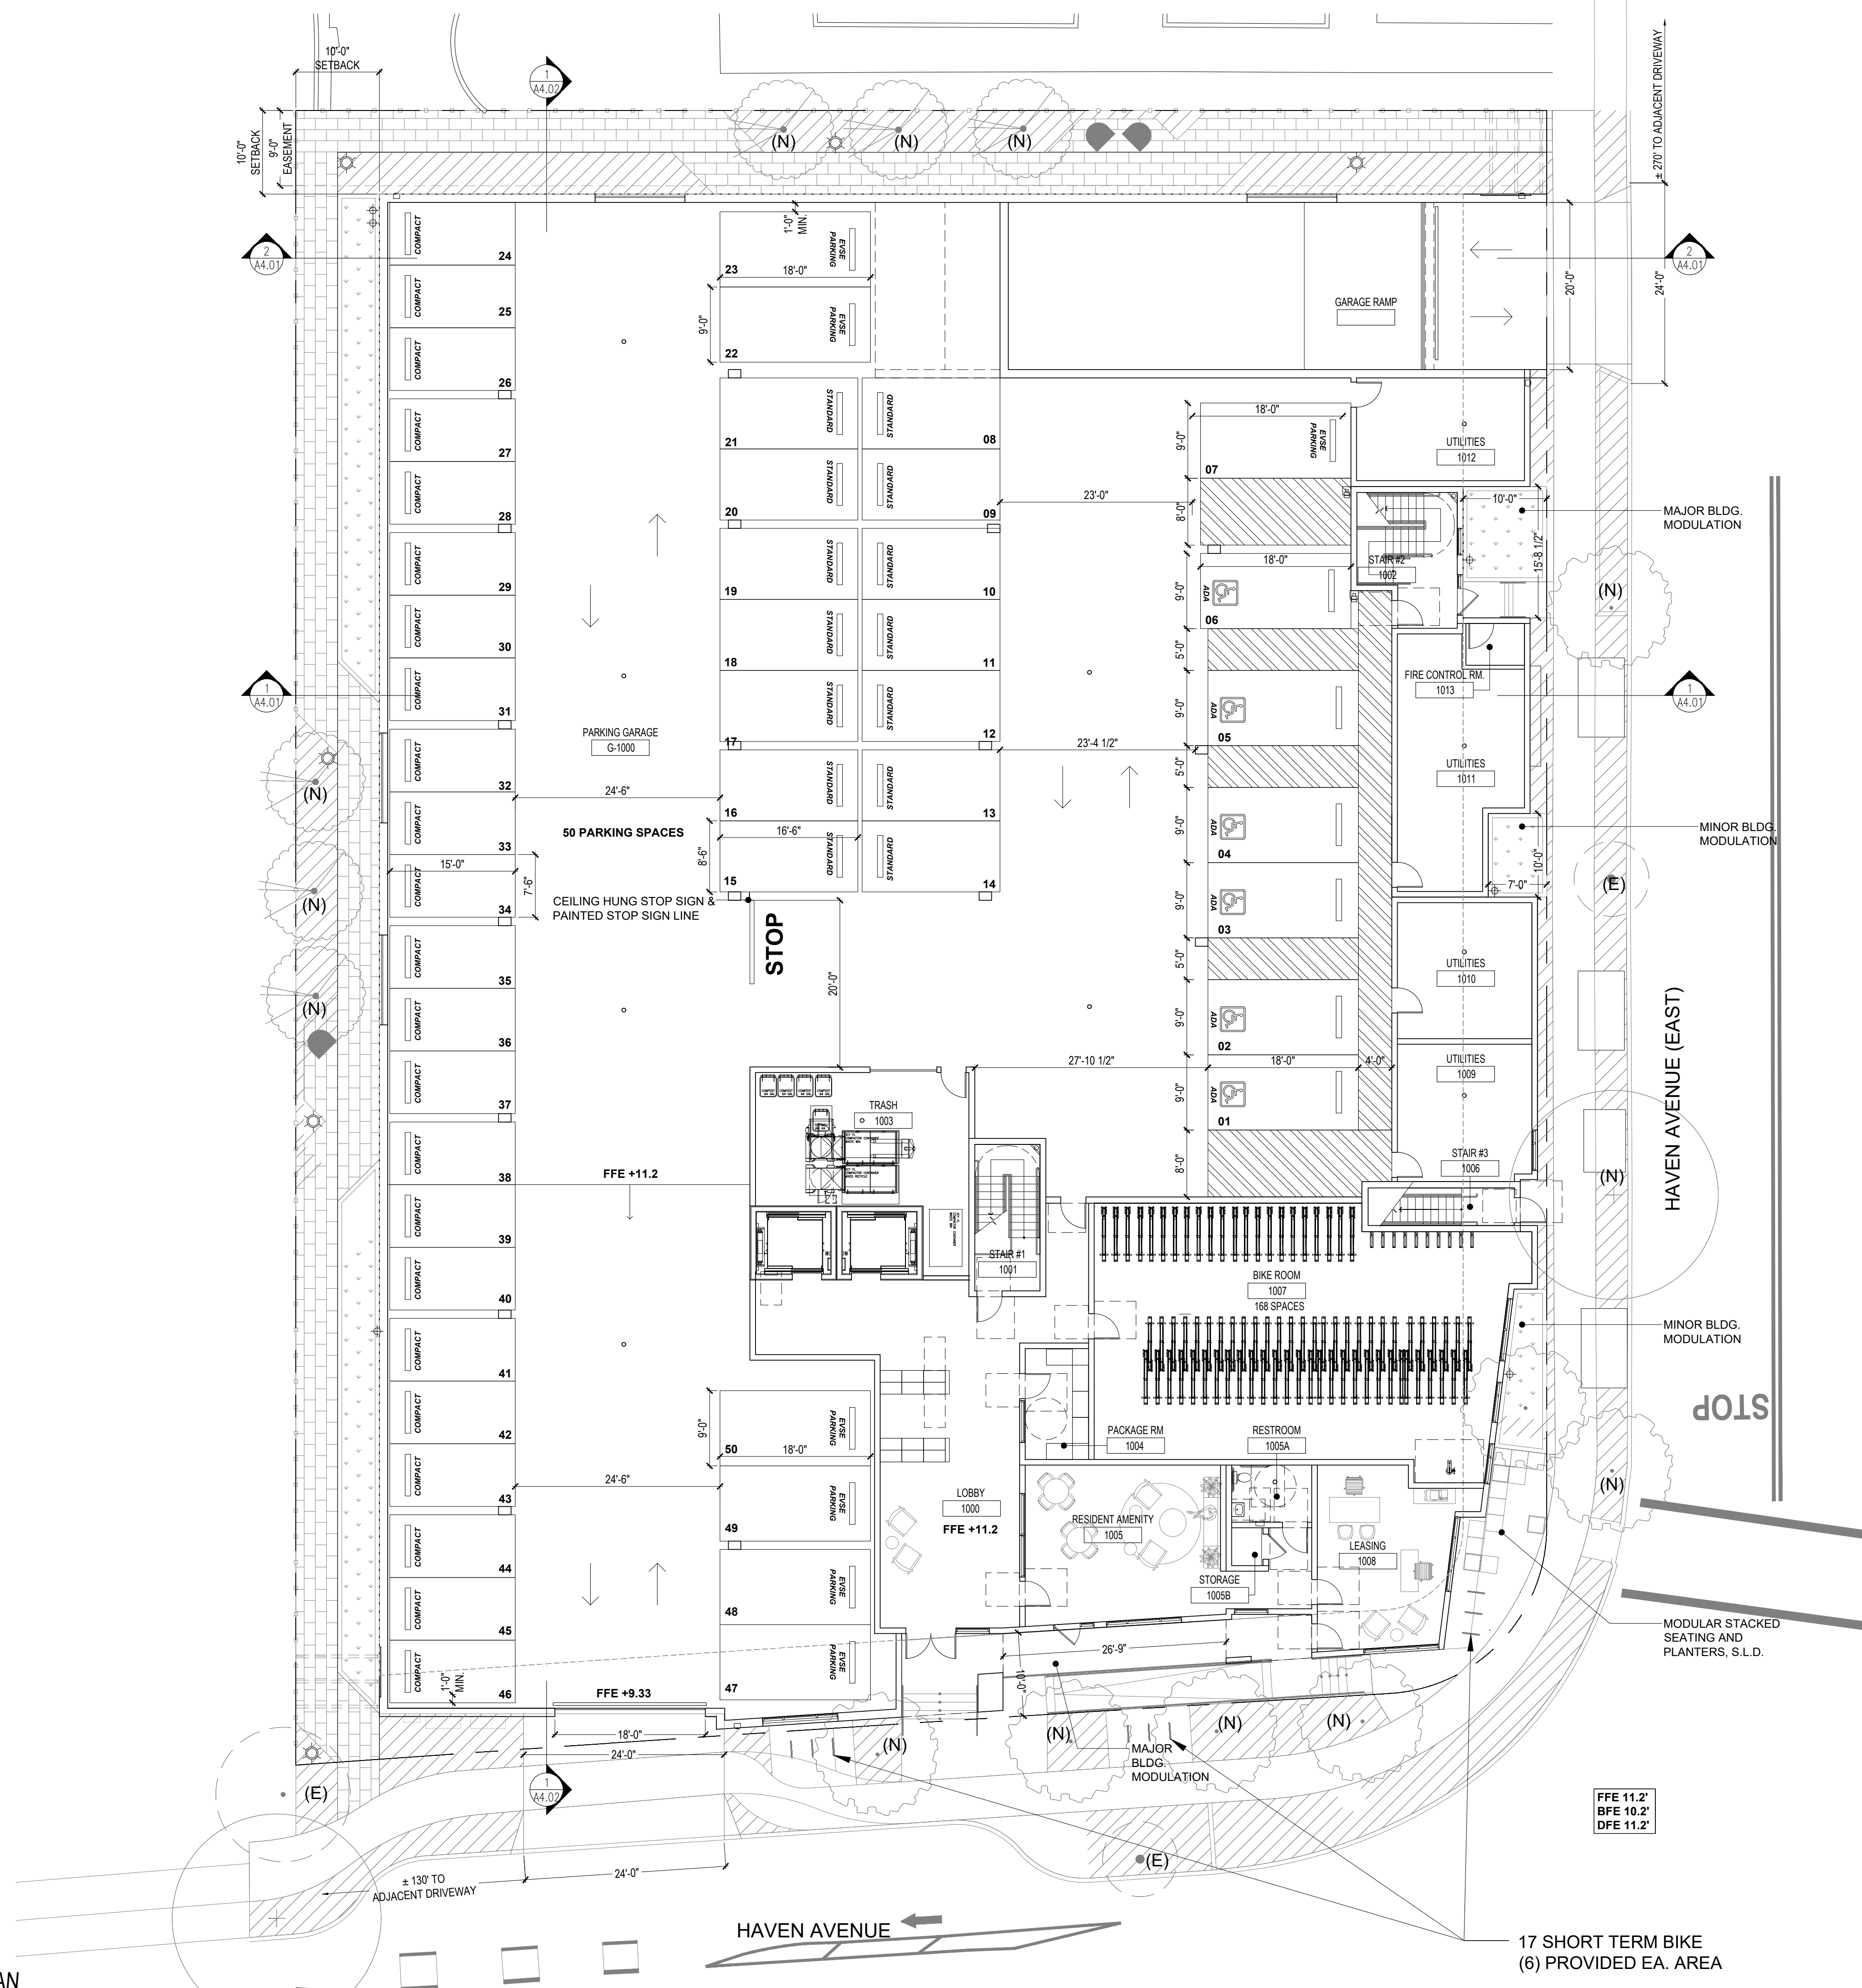 10'-0"
SETBACK
1
A4.02
10'-0"
SETBACK
9'-0"
EASEMENT
(N)
(N)
(N)
± 270' TO ADJACENT DRIVEWAY
2
A4.01
2
A4.01
COMPACT
24
COMPACT
25
COMPACT
26
COMPACT
27
COMPACT
28
COMPACT
29
COMPACT
30
COMPACT
31
COMPACT
32
COMPACT
33
COMPACT
34
COMPACT
35
COMPACT
36
COMPACT
37
COMPACT
38
COMPACT
39
COMPACT
40
COMPACT
41
COMPACT
42
COMPACT
43
COMPACT
44
COMPACT
45
COMPACT
46
1'-0"
MIN.
1'-0"
MIN.
EVSE
PARKING
23
18'-0"
9'-0"
EVSE
PARKING
22
STANDARD
21
STANDARD
08
STANDARD
20
STANDARD
09
STANDARD
19
STANDARD
10
STANDARD
18
STANDARD
11
STANDARD
17
STANDARD
12
STANDARD
16
STANDARD
13
16'-6"
8'-6"
STANDARD
15
STANDARD
14
GARAGE RAMP
20'-0"
24'-0"
18'-0"
9'-6"
EVSE
PARKING
07
UTILITIES
1012
23'-0"
8'-0"
10'-0"
MAJOR BLDG.
MODULATION
15'-8 1/2"
STAIR #2
1002
18'-0"
9'-6"
ADA
06
(N)
5'-0"
FIRE CONTROL RM.
1013
1
A4.01
1
A4.01
9'-6"
ADA
05
PARKING GARAGE
G-1000
23'-4 1/2"
5'-0"
UTILITIES
1011
(N)
24'-6"
50 PARKING SPACES
9'-6"
ADA
04
MINOR BLDG.
MODULATION
10'-0"
7'-0"
(E)
15'-0"
7'-6"
CEILING HUNG STOP SIGN &
PAINTED STOP SIGN LINE
STOP
20'-0"
(N)
9'-6"
ADA
03
5'-0"
UTILITIES
1010
(N)
9'-6"
ADA
02
HAVEN AVENUE (EAST)
27'-10 1/2"
18'-0"
4'-0"
UTILITIES
1009
9'-6"
ADA
01
TRASH
1003
8'-0"
STAIR #3
1006
(N)
FFE +11.2
STAIR #1
1001
BIKE ROOM
1007
168 SPACES
MINOR BLDG.
MODULATION
STOP
9'-0"
EVSE
PARKING
50
18'-0"
24'-6"
EVSE
PARKING
49
EVSE
PARKING
48
EVSE
PARKING
47
PACKAGE RM
1004
RESTROOM
1005A
(N)
LOBBY
1000
FFE +11.2
RESIDENT AMENITY
1005
LEASING
1008
STORAGE
1005B
MODULAR STACKED
SEATING AND
PLANTERS, S.L.D.
26'-9"
10'-0"
FFE +9.33
18'-0"
24'-0"
(N)
(N)
(N)
(N)
MAJOR
BLDG.
MODULATION
1
A4.02
(E)
FFE 11.2'
BFE 10.2'
DFE 11.2'
(E)
24'-0"
± 130' TO
ADJACENT DRIVEWAY
HAVEN AVENUE
17 SHORT TERM BIKE
(6) PROVIDED EA. AREA
AN